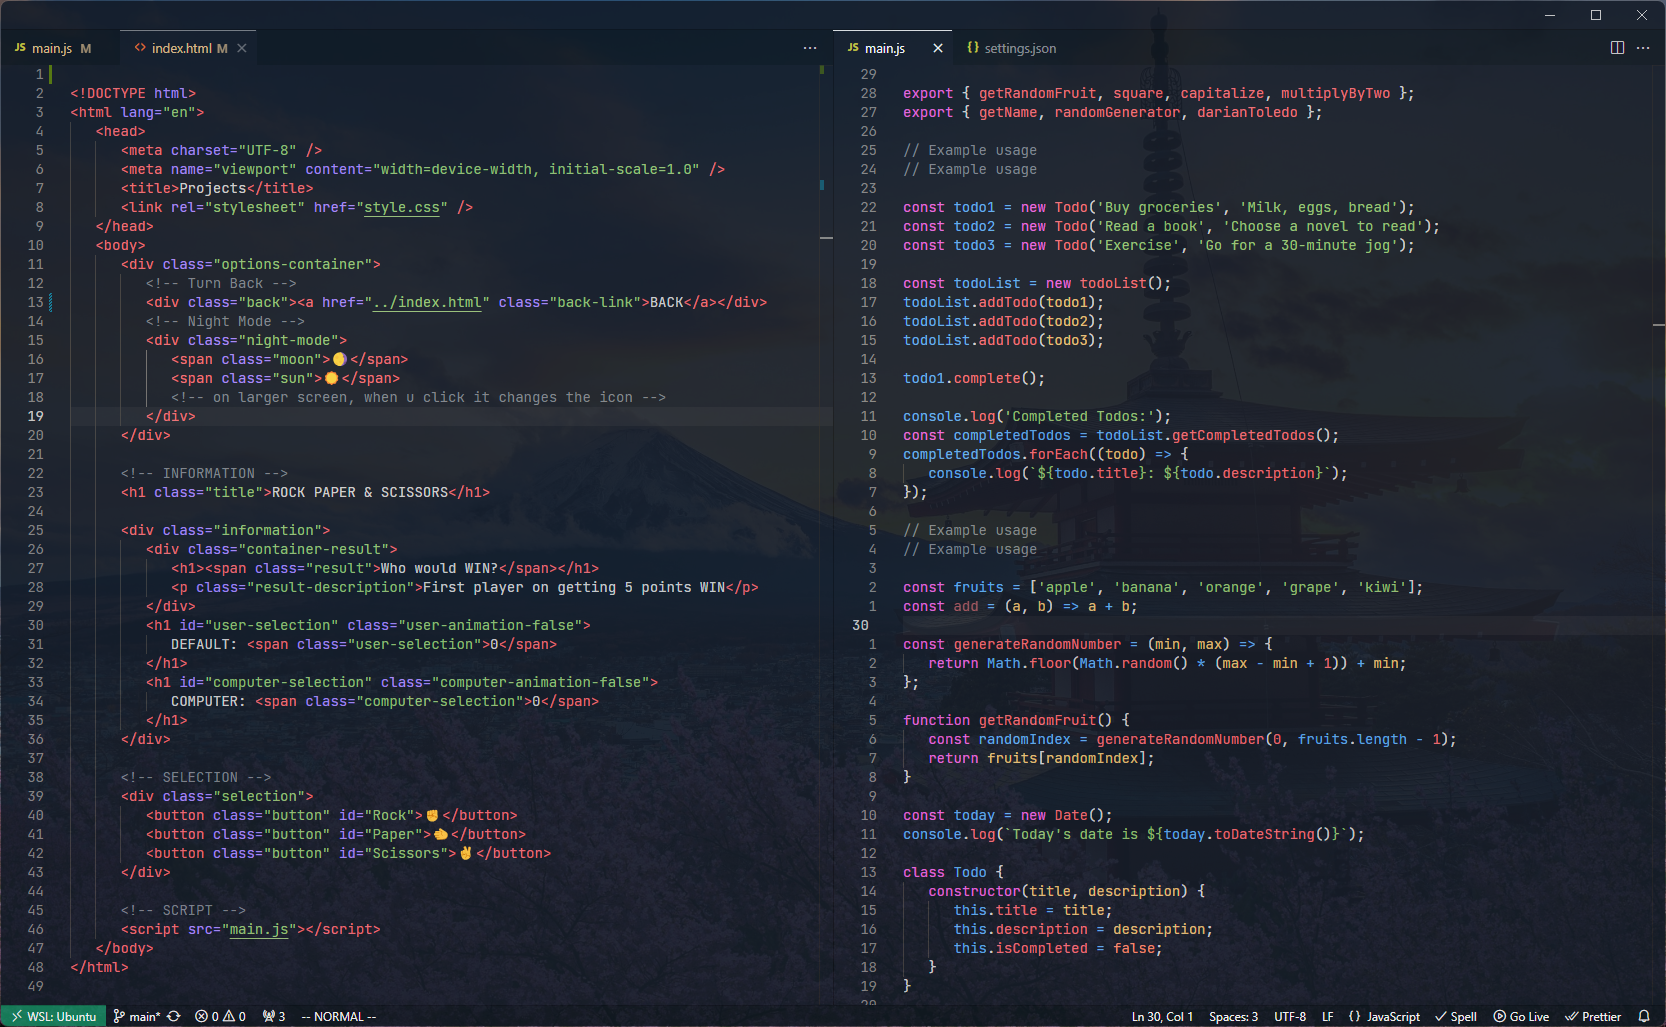 JS main.js M
<> index.html M
JS main.js
{} settings.json
1
2 <!DOCTYPE html>
3 <html lang="en">
4 <head>
5 <meta charset="UTF-8" />
6 <meta name="viewport" content="width=device-width, initial-scale=1.0" />
7 <title>Projects</title>
8 <link rel="stylesheet" href="style.css" />
9 </head>
10 <body>
11 <div class="options-container">
12 <!-- Turn Back -->
13 <div class="back"><a href="../index.html" class="back-link">BACK</a></div>
14 <!-- Night Mode -->
15 <div class="night-mode">
16 <span class="moon">🌖</span>
17 <span class="sun">🌞</span>
18 <!-- on larger screen, when u click it changes the icon -->
19 </div>
20 </div>
21
22 <!-- INFORMATION -->
23 <h1 class="title">ROCK PAPER & SCISSORS</h1>
24
25 <div class="information">
26 <div class="container-result">
27 <h1><span class="result">Who would WIN?</span></h1>
28 <p class="result-description">First player on getting 5 points WIN</p>
29 </div>
30 <h1 id="user-selection" class="user-animation-false">
31 DEFAULT: <span class="user-selection">0</span>
32 </h1>
33 <h1 id="computer-selection" class="computer-animation-false">
34 COMPUTER: <span class="computer-selection">0</span>
35 </h1>
36 </div>
37
38 <!-- SELECTION -->
39 <div class="selection">
40 <button class="button" id="Rock">✊</button>
41 <button class="button" id="Paper">🫱</button>
42 <button class="button" id="Scissors">✌</button>
43 </div>
44
45 <!-- SCRIPT -->
46 <script src="main.js"></script>
47 </body>
48 </html>
49
29
28 export { getRandomFruit, square, capitalize, multiplyByTwo };
27 export { getName, randomGenerator, darianToledo };
26
25 // Example usage
24 // Example usage
23
22 const todo1 = new Todo('Buy groceries', 'Milk, eggs, bread');
21 const todo2 = new Todo('Read a book', 'Choose a novel to read');
20 const todo3 = new Todo('Exercise', 'Go for a 30-minute jog');
19
18 const todoList = new todoList();
17 todoList.addTodo(todo1);
16 todoList.addTodo(todo2);
15 todoList.addTodo(todo3);
14
13 todo1.complete();
12
11 console.log('Completed Todos:');
10 const completedTodos = todoList.getCompletedTodos();
9 completedTodos.forEach((todo) => {
8 console.log(`${todo.title}: ${todo.description}`);
7 });
6
5 // Example usage
4 // Example usage
3
2 const fruits = ['apple', 'banana', 'orange', 'grape', 'kiwi'];
1 const add = (a, b) => a + b;
30
1 const generateRandomNumber = (min, max) => {
2 return Math.floor(Math.random() * (max - min + 1)) + min;
3 };
4
5 function getRandomFruit() {
6 const randomIndex = generateRandomNumber(0, fruits.length - 1);
7 return fruits[randomIndex];
8 }
9
10 const today = new Date();
11 console.log(`Today's date is ${today.toDateString()}`);
12
13 class Todo {
14 constructor(title, description) {
15 this.title = title;
16 this.description = description;
17 this.isCompleted = false;
18 }
19 }
20
WSL: Ubuntu main* 0 0 3 -- NORMAL -- Ln 30, Col 1 Spaces: 3 UTF-8 LF {} JavaScript Spell Go Live Prettier